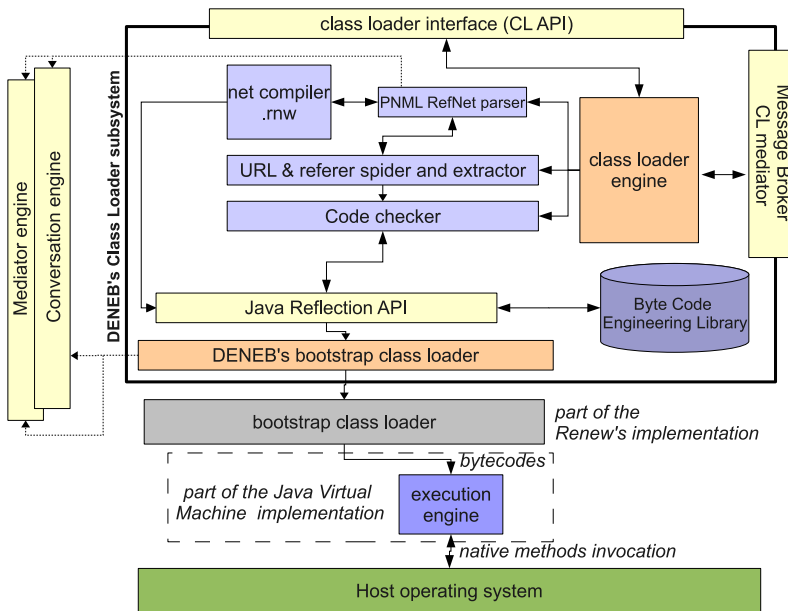 class loader interface (CL API)
net compiler
.rnw
PNML RefNet parser
URL & referer spider and extractor
Code checker
class loader
engine
Message Broker
CL mediator
Mediator engine
Conversation engine
DENEB's Class Loader subsystem
Java Reflection API
Byte Code
Engineering Library
DENEB's bootstrap class loader
bootstrap class loader
part of the
Renew's implementation
bytecodes
part of the Java Virtual
Machine implementation
execution
engine
native methods invocation
Host operating system